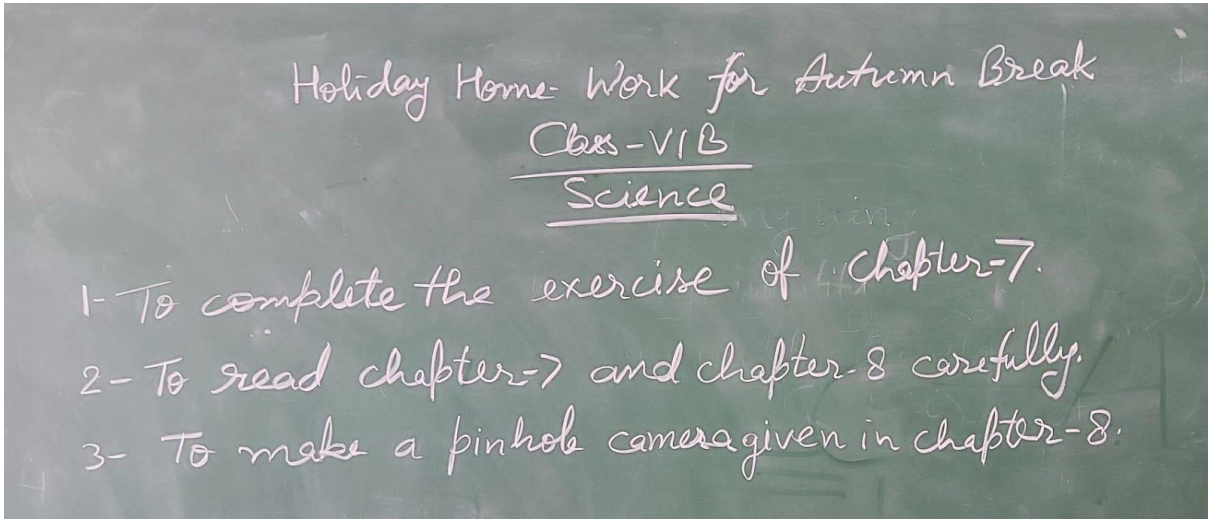 Holiday Home-Work for Autumn Break
Class-VIB
Science
1- To complete the exercise of chapter-7.
2- To read chapter-7 and chapter-8 carefully.
3- To make a pinhole camera given in chapter-8.